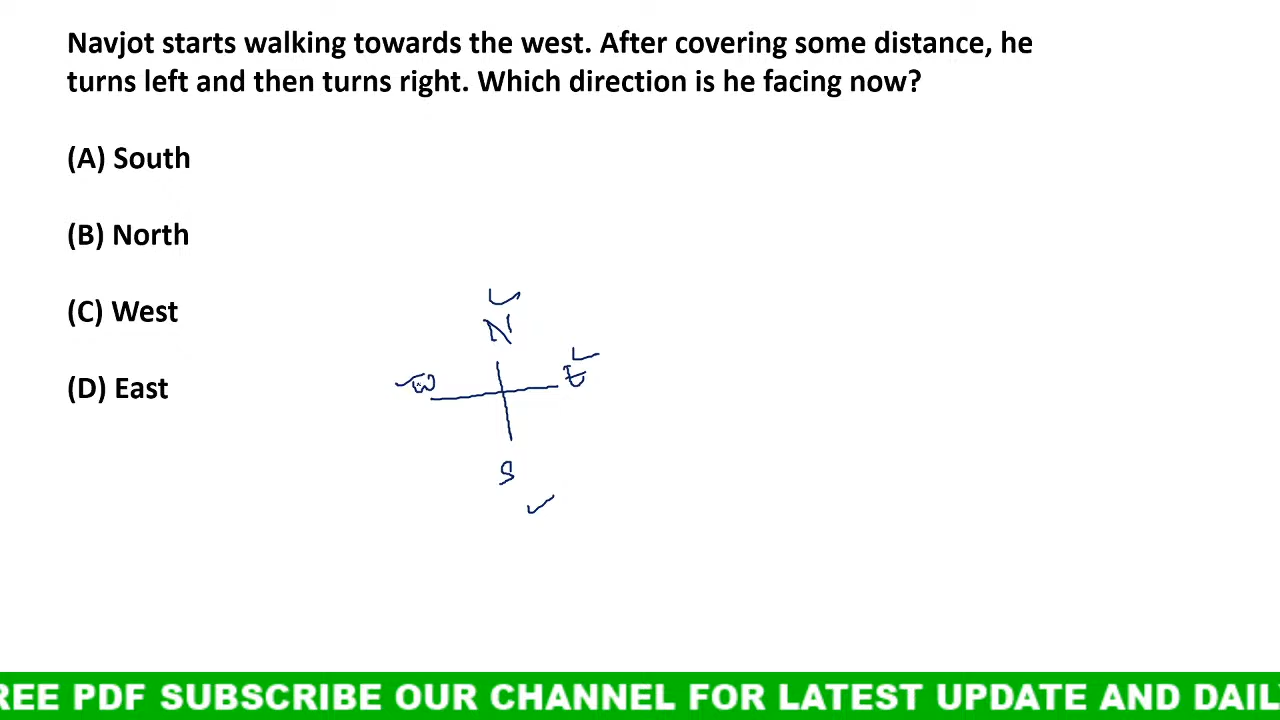 Navjot starts walking towards the west. After covering some distance, he
turns left and then turns right. Which direction is he facing now?
(A) South
(B) North
(C) West
(D) East
N
W
E
S
REE PDF SUBSCRIBE OUR CHANNEL FOR LATEST UPDATE AND DAIL